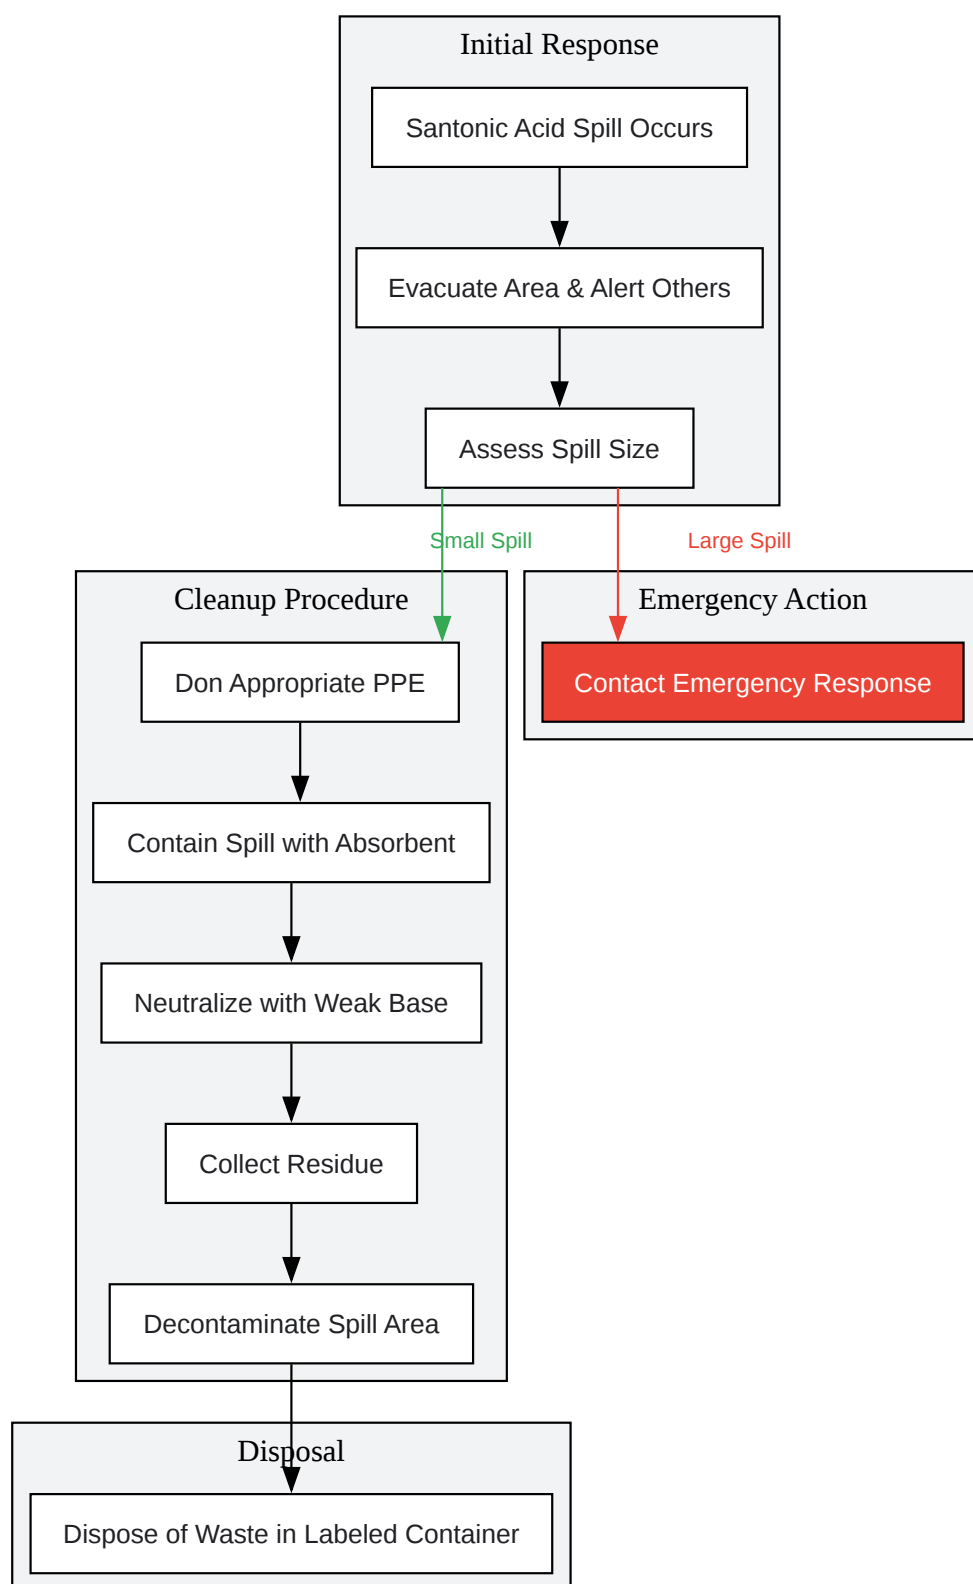 Initial Response
Santonic Acid Spill Occurs
Evacuate Area & Alert Others
Assess Spill Size
Small Spill
Large Spill
Cleanup Procedure
Emergency Action
Don Appropriate PPE
Contact Emergency Response
Contain Spill with Absorbent
Neutralize with Weak Base
Collect Residue
Decontaminate Spill Area
Disposal
Dispose of Waste in Labeled Container